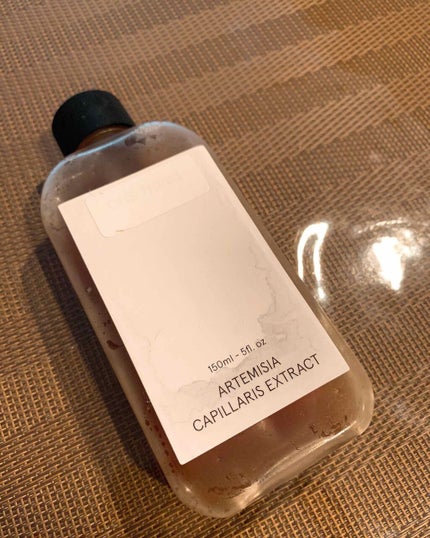 150ml - 5fl. oz
ARTEMISIA
CAPILLARIS EXTRACT